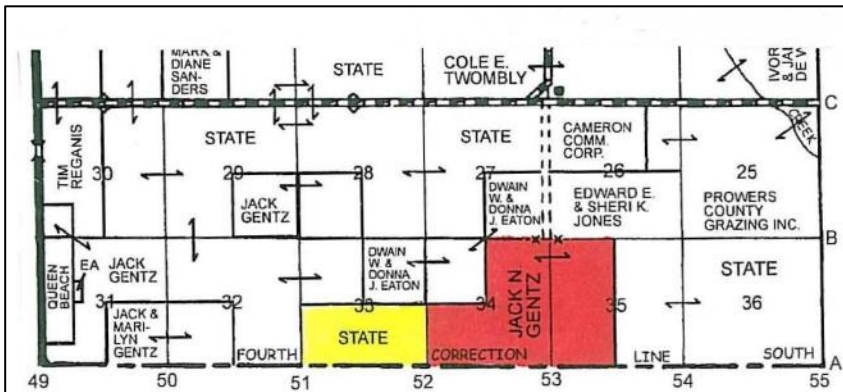 MARK &
DIANE
SAN-
DERS
STATE
COLE E.
TWOMBLY
IVOR
& JA
DE V
C
CREEK
TIM
REGANIS
30
STATE
29
28
STATE
27
CAMERON
COMM.
CORP.
26
25
JACK
GENTZ
DWAIN
W. &
DONNA
J. EATON
EDWARD E.
& SHERI K.
JONES
PROWERS
COUNTY
GRAZING INC.
B
QUEEN
BEACH
EA
JACK
GENTZ
31
32
DWAIN
W. &
DONNA
J. EATON
33
34
JACK N.
GENTZ
35
STATE
36
JACK
& MARI-
LYN
GENTZ
STATE
FOURTH
CORRECTION
LINE
SOUTH
A
49
50
51
52
53
54
55